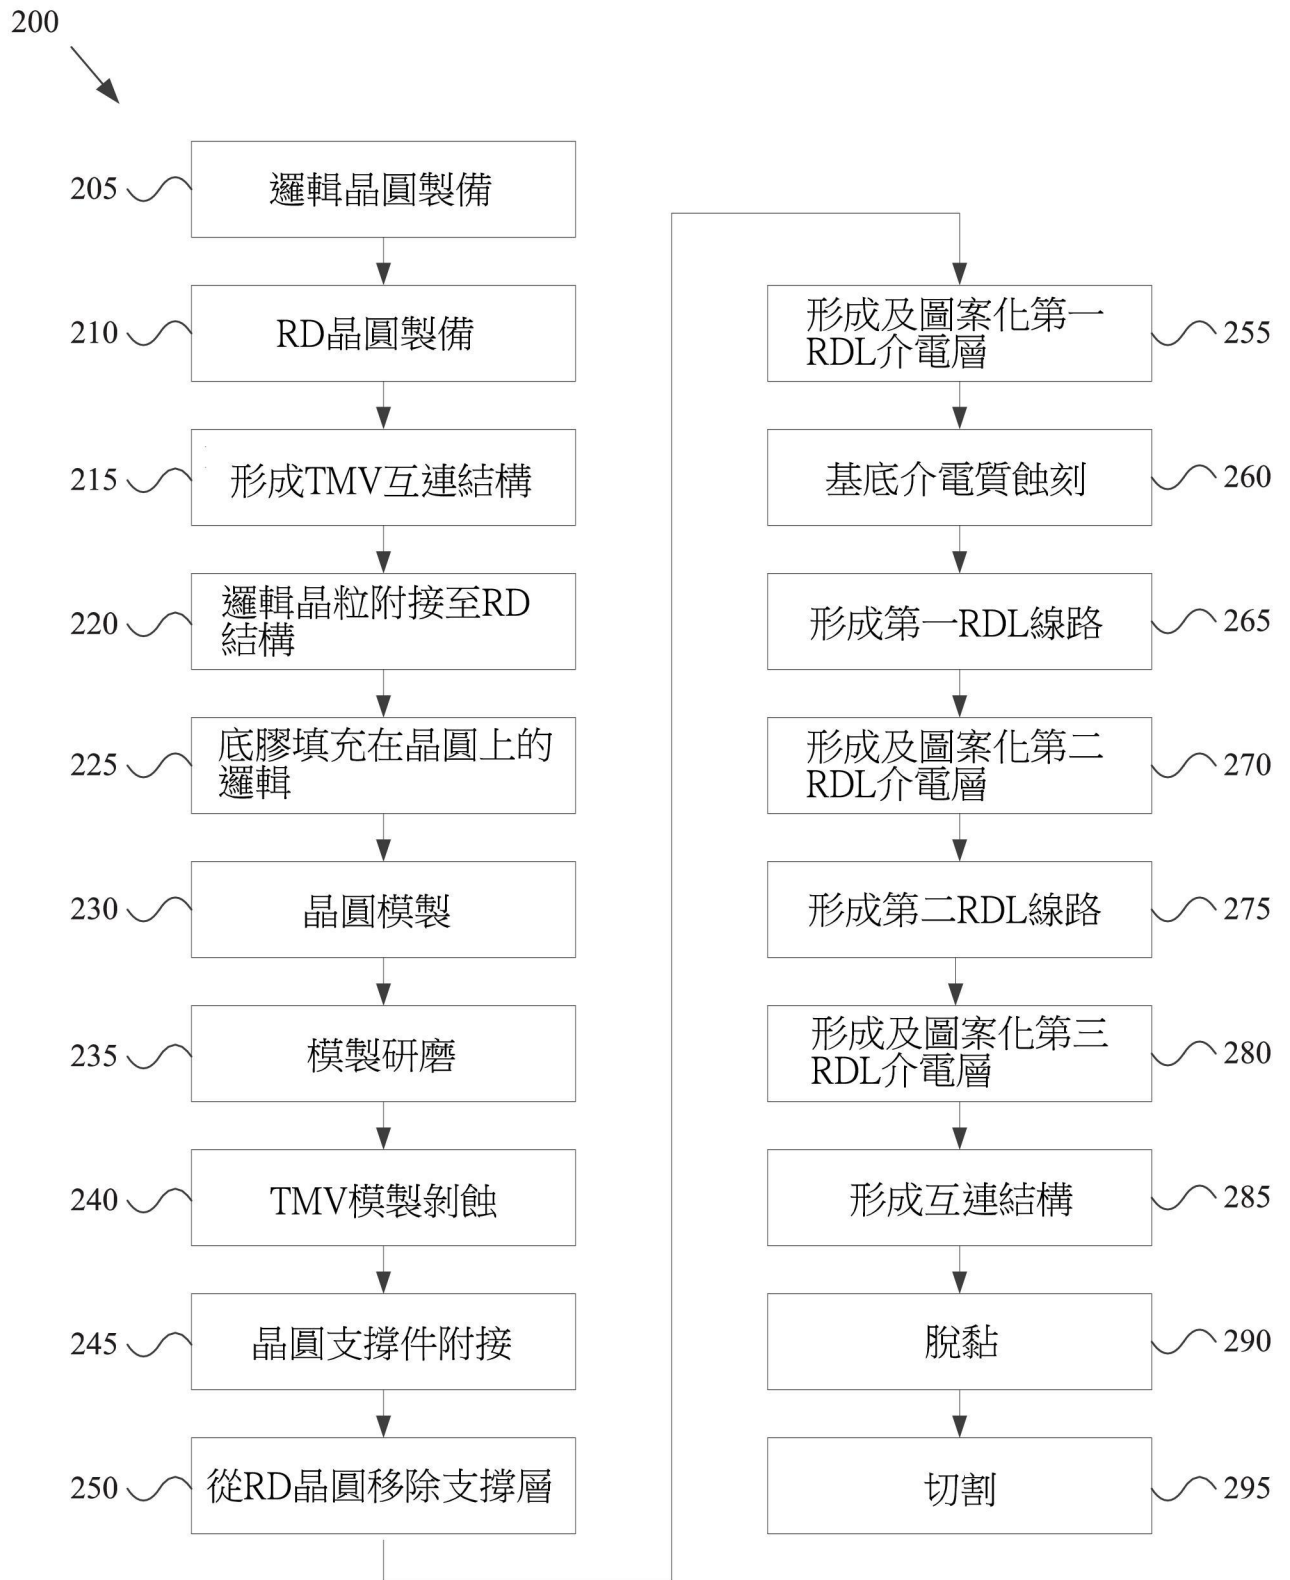 200
205
邏輯晶圓製備
210
RD晶圓製備
215
形成TMV互連結構
220
邏輯晶粒附接至RD
結構
225
底膠填充在晶圓上的
邏輯
230
晶圓模製
235
模製研磨
240
TMV模製剝蝕
245
晶圓支撐件附接
250
從RD晶圓移除支撐層
形成及圖案化第一
RDL介電層
255
基底介電質蝕刻
260
形成第一RDL線路
265
形成及圖案化第二
RDL介電層
270
形成第二RDL線路
275
形成及圖案化第三
RDL介電層
280
形成互連結構
285
脫黏
290
切割
295